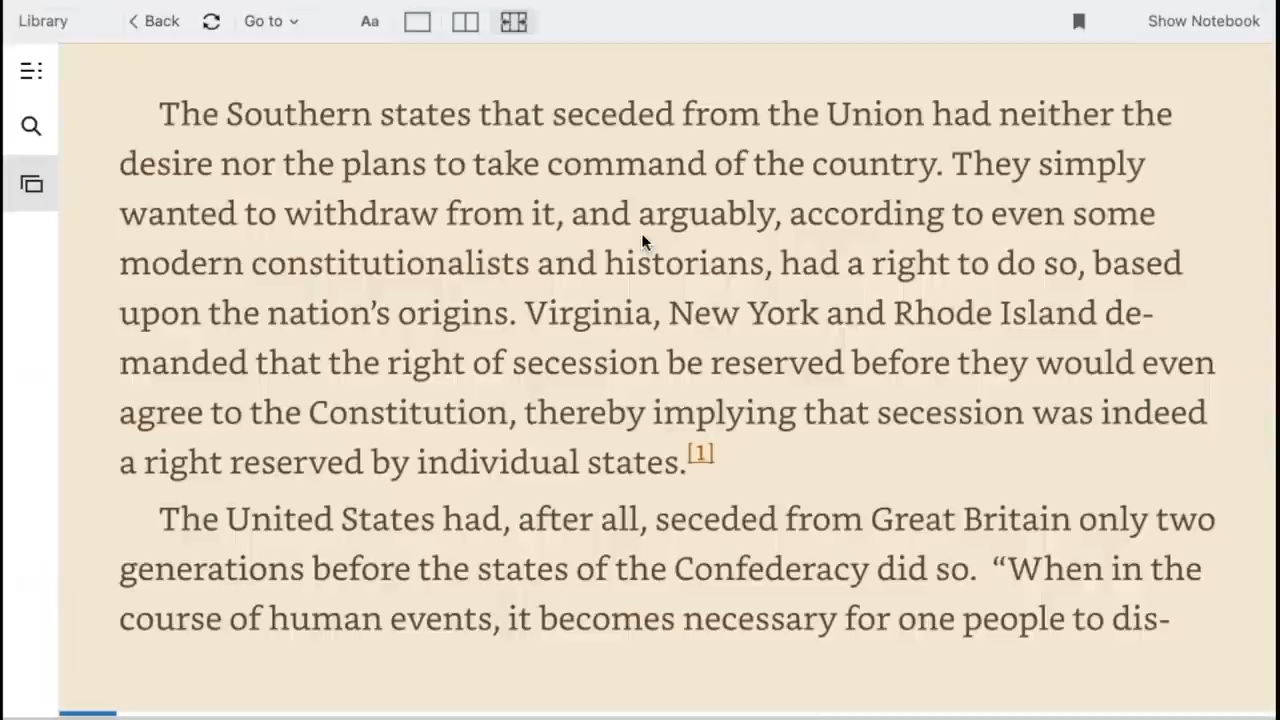 Library Back Go to Aa Show Notebook
The Southern states that seceded from the Union had neither the
desire nor the plans to take command of the country. They simply
wanted to withdraw from it, and arguably, according to even some
modern constitutionalists and historians, had a right to do so, based
upon the nation’s origins. Virginia, New York and Rhode Island de-
manded that the right of secession be reserved before they would even
agree to the Constitution, thereby implying that secession was indeed
a right reserved by individual states.[1]
The United States had, after all, seceded from Great Britain only two
generations before the states of the Confederacy did so. “When in the
course of human events, it becomes necessary for one people to dis-